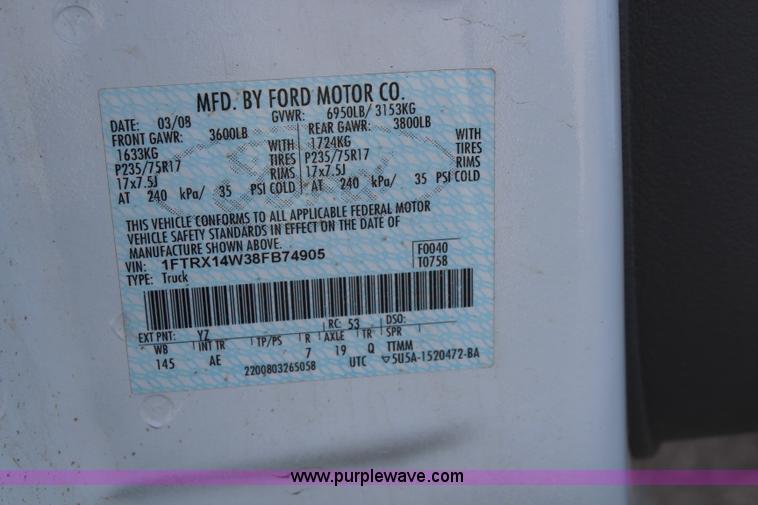 MFD. BY FORD MOTOR CO.
DATE: 03/08 GVWR: 6950LB/ 3153KG
FRONT GAWR: 3600LB REAR GAWR: 3800LB
1633KG WITH 1724KG WITH
P235/75R17 TIRES P235/75R17 TIRES
17x7.5J RIMS 17x7.5J RIMS
AT 240 kPa/ 35 PSI COLD AT 240 kPa/ 35 PSI COLD
THIS VEHICLE CONFORMS TO ALL APPLICABLE FEDERAL MOTOR
VEHICLE SAFETY STANDARDS IN EFFECT ON THE DATE OF
MANUFACTURE SHOWN ABOVE.
VIN: 1FTRX14W38FB74905 F0040
TYPE: Truck T0758
EXT PNT: YZ RC: 53 DSO:
WB INT TR TP/PS R AXLE TR SPR
145 AE 7 19 Q TTMM
2200803265058 UTC ▽5U5A-1520472-BA
www.purplewave.com